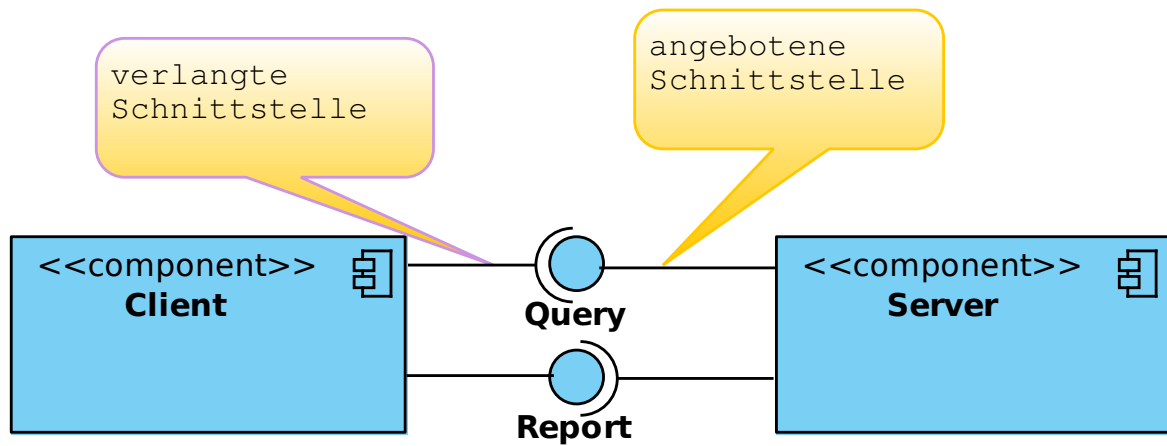 verlangte
Schnittstelle
angebotene
Schnittstelle
<<component>>
Client
<<component>>
Server
Query
Report